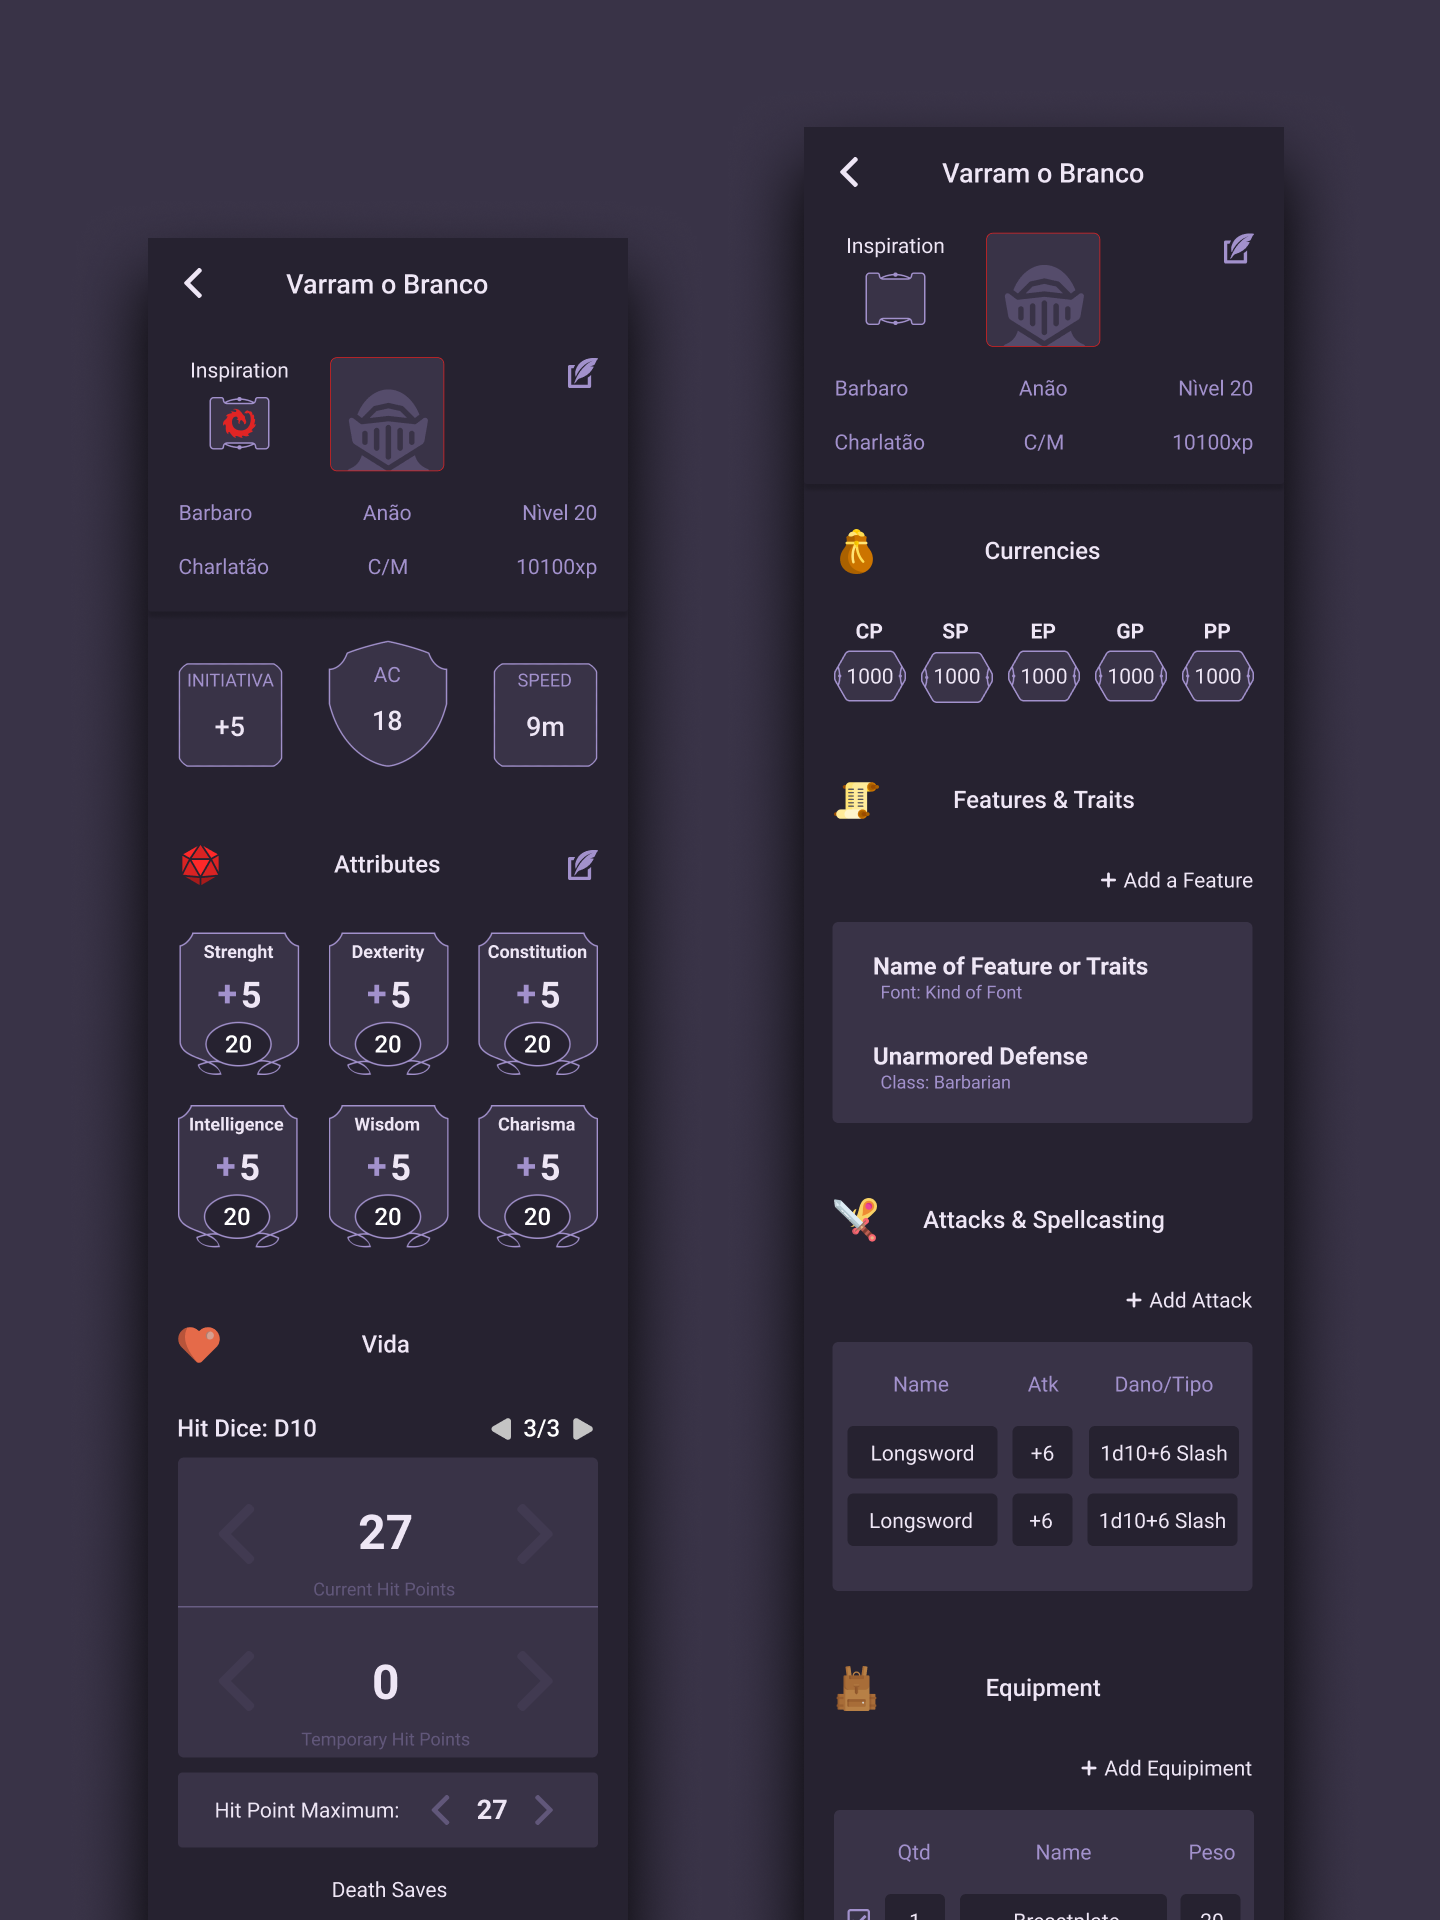 Varram o Branco
Inspiration
Barbaro Anão Nìvel 20
Charlatão C/M 10100xp
INITIATIVA AC SPEED
+5 18 9m
Attributes
Strenght Dexterity Constitution
+5 +5 +5
20 20 20
Intelligence Wisdom Charisma
+5 +5 +5
20 20 20
Vida
Hit Dice: D10 3/3
27
Current Hit Points
0
Temporary Hit Points
Hit Point Maximum: 27
Death Saves
Varram o Branco
Inspiration
Barbaro Anão Nìvel 20
Charlatão C/M 10100xp
Currencies
CP SP EP GP PP
1000 1000 1000 1000 1000
Features & Traits
+ Add a Feature
Name of Feature or Traits
Font: Kind of Font
Unarmored Defense
Class: Barbarian
Attacks & Spellcasting
+ Add Attack
Name Atk Dano/Tipo
Longsword +6 1d10+6 Slash
Longsword +6 1d10+6 Slash
Equipment
+ Add Equipiment
Qtd Name Peso
1 Breastplate 20